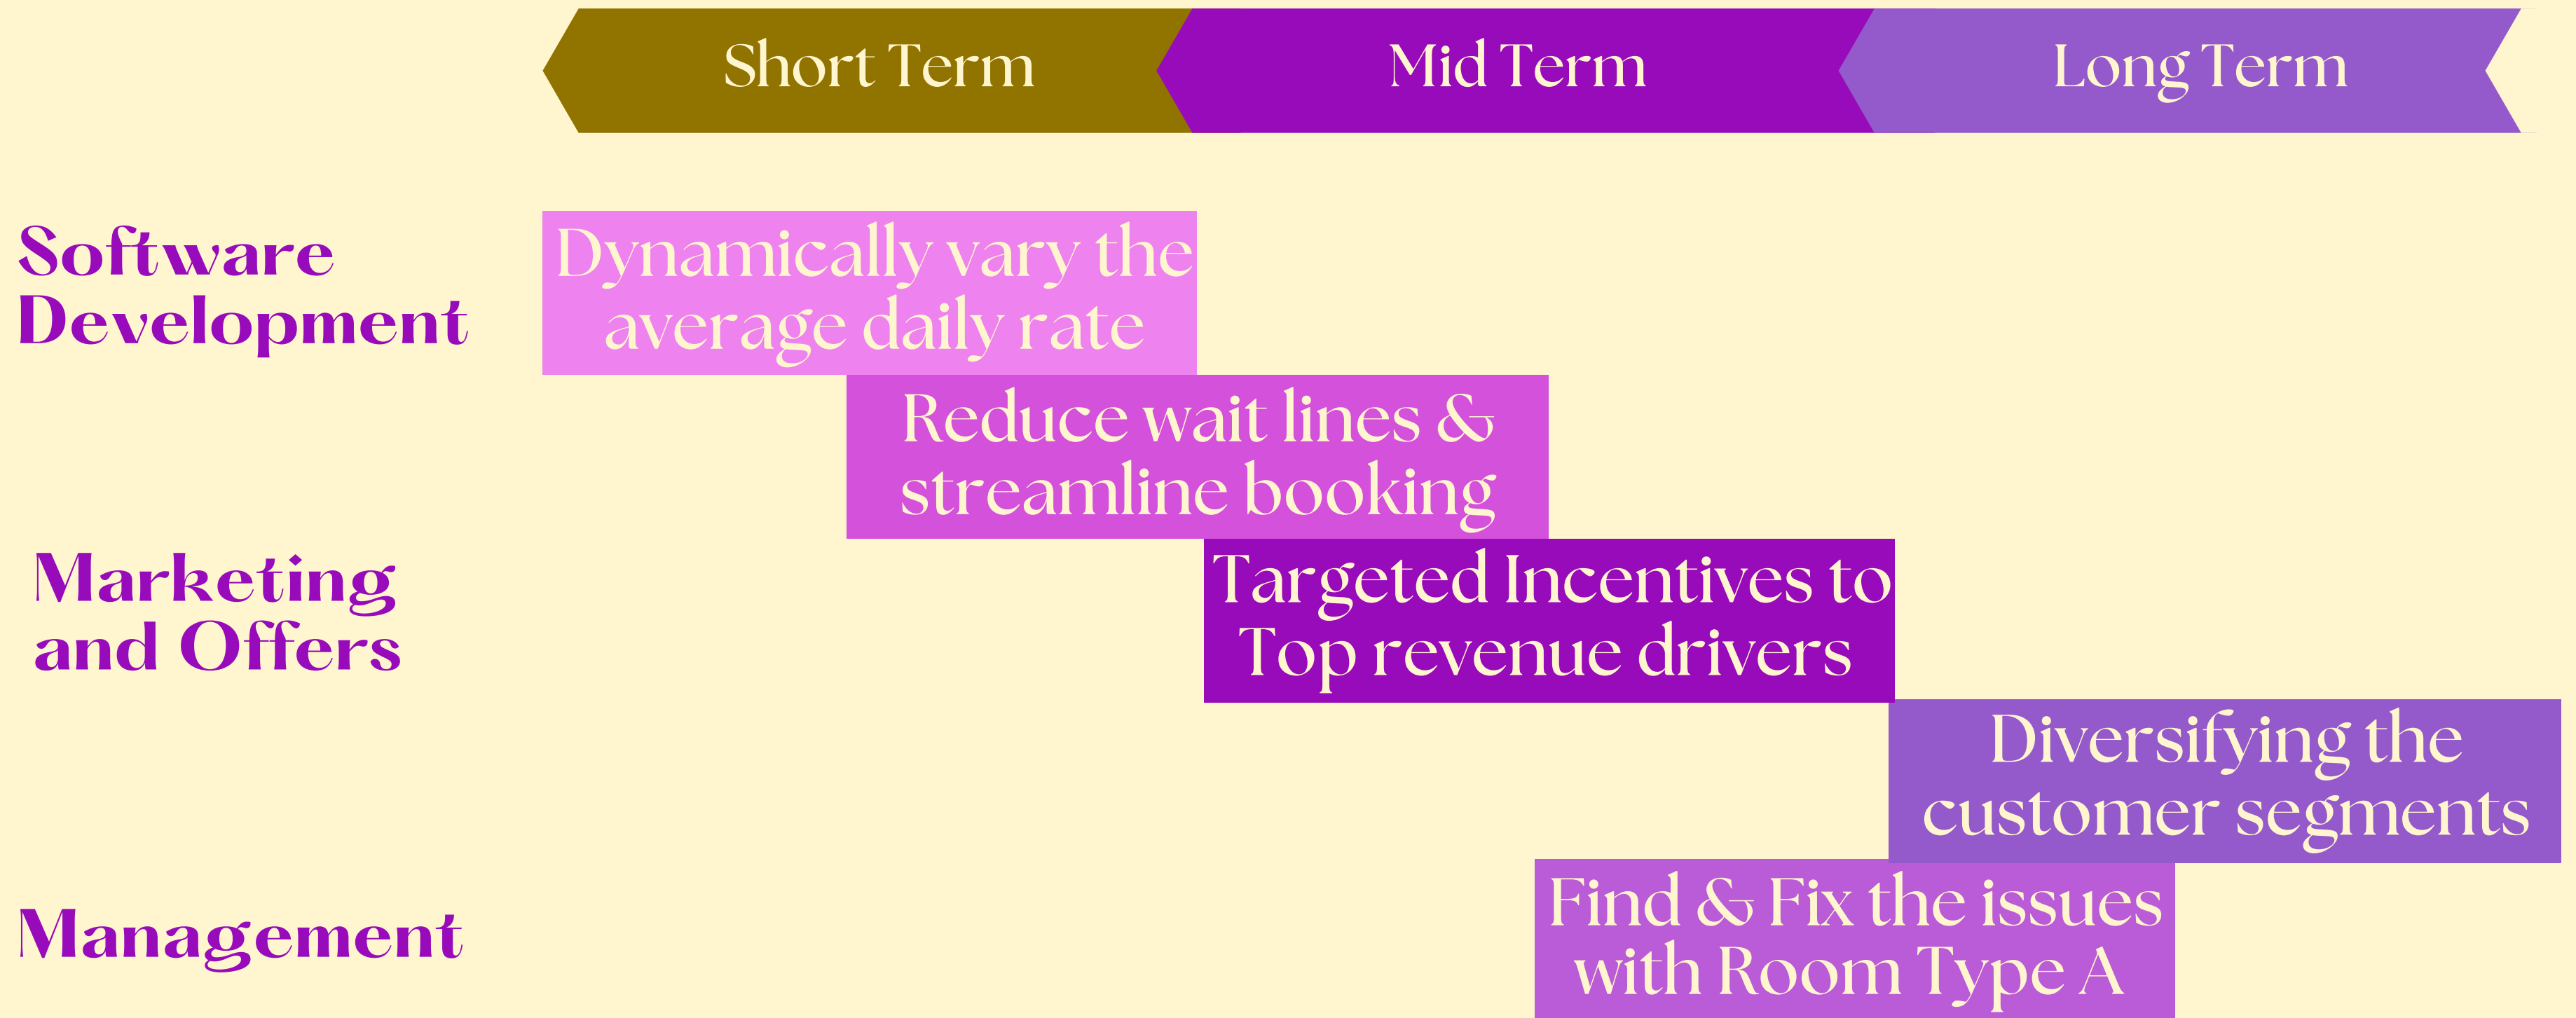 Short Term
Mid Term
Long Term
Software
Development
Dynamically vary the
average daily rate
Reduce wait lines &
streamline booking
Marketing
and Offers
Targeted Incentives to
Top revenue drivers
Diversifying the
customer segments
Management
Find & Fix the issues
with Room Type A